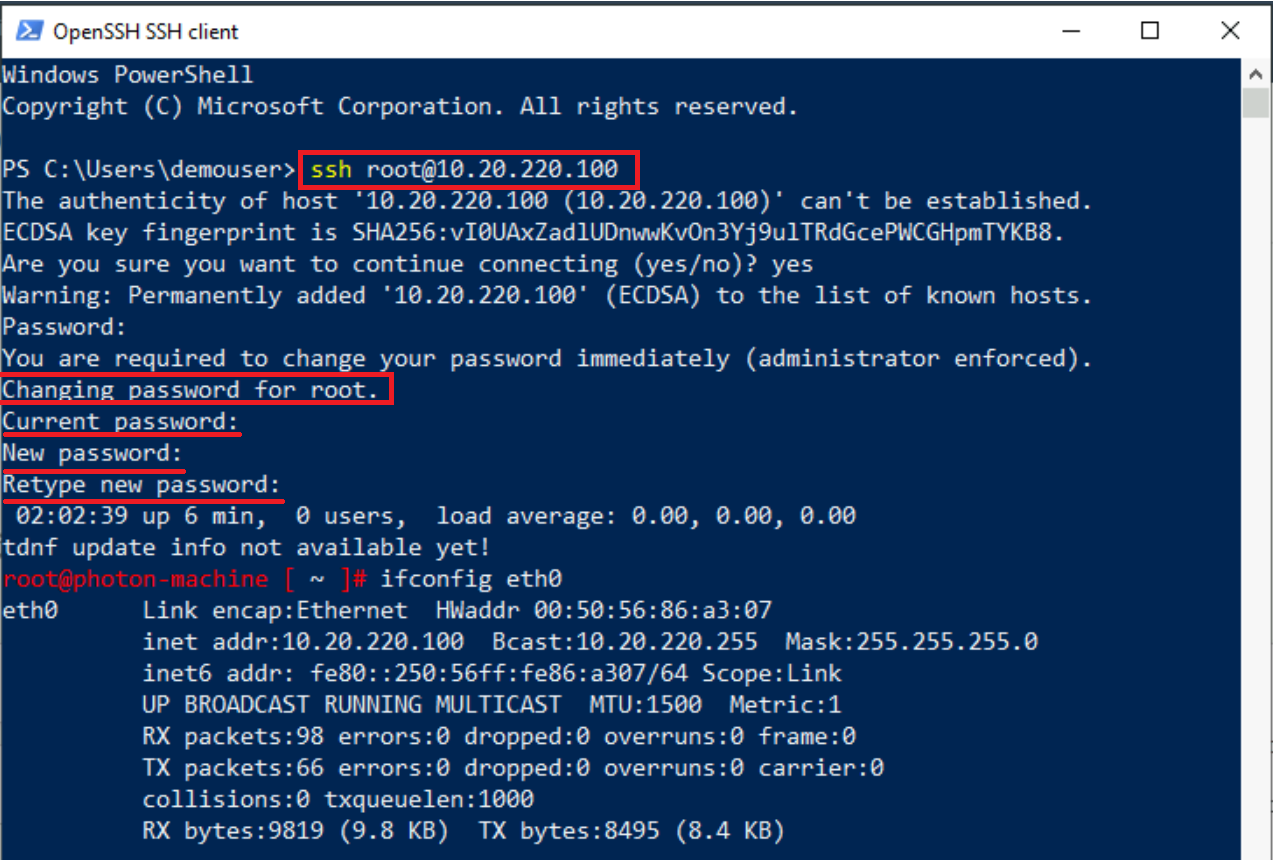 OpenSSH SSH client
Windows PowerShell
Copyright (C) Microsoft Corporation. All rights reserved.
PS C:\Users\demouser> ssh root@10.20.220.100
The authenticity of host '10.20.220.100 (10.20.220.100)' can't be established.
ECDSA key fingerprint is SHA256:vI0UAxZadlUDnwwKvOn3Yj9ulTRdGcePWCGHpmTYKB8.
Are you sure you want to continue connecting (yes/no)? yes
Warning: Permanently added '10.20.220.100' (ECDSA) to the list of known hosts.
Password:
You are required to change your password immediately (administrator enforced).
Changing password for root.
Current password:
New password:
Retype new password:
 02:02:39 up 6 min,  0 users,  load average: 0.00, 0.00, 0.00
tdnf update info not available yet!
root@photon-machine [ ~ ]# ifconfig eth0
eth0      Link encap:Ethernet  HWaddr 00:50:56:86:a3:07
          inet addr:10.20.220.100  Bcast:10.20.220.255  Mask:255.255.255.0
          inet6 addr: fe80::250:56ff:fe86:a307/64 Scope:Link
          UP BROADCAST RUNNING MULTICAST  MTU:1500  Metric:1
          RX packets:98 errors:0 dropped:0 overruns:0 frame:0
          TX packets:66 errors:0 dropped:0 overruns:0 carrier:0
          collisions:0 txqueuelen:1000
          RX bytes:9819 (9.8 KB)  TX bytes:8495 (8.4 KB)